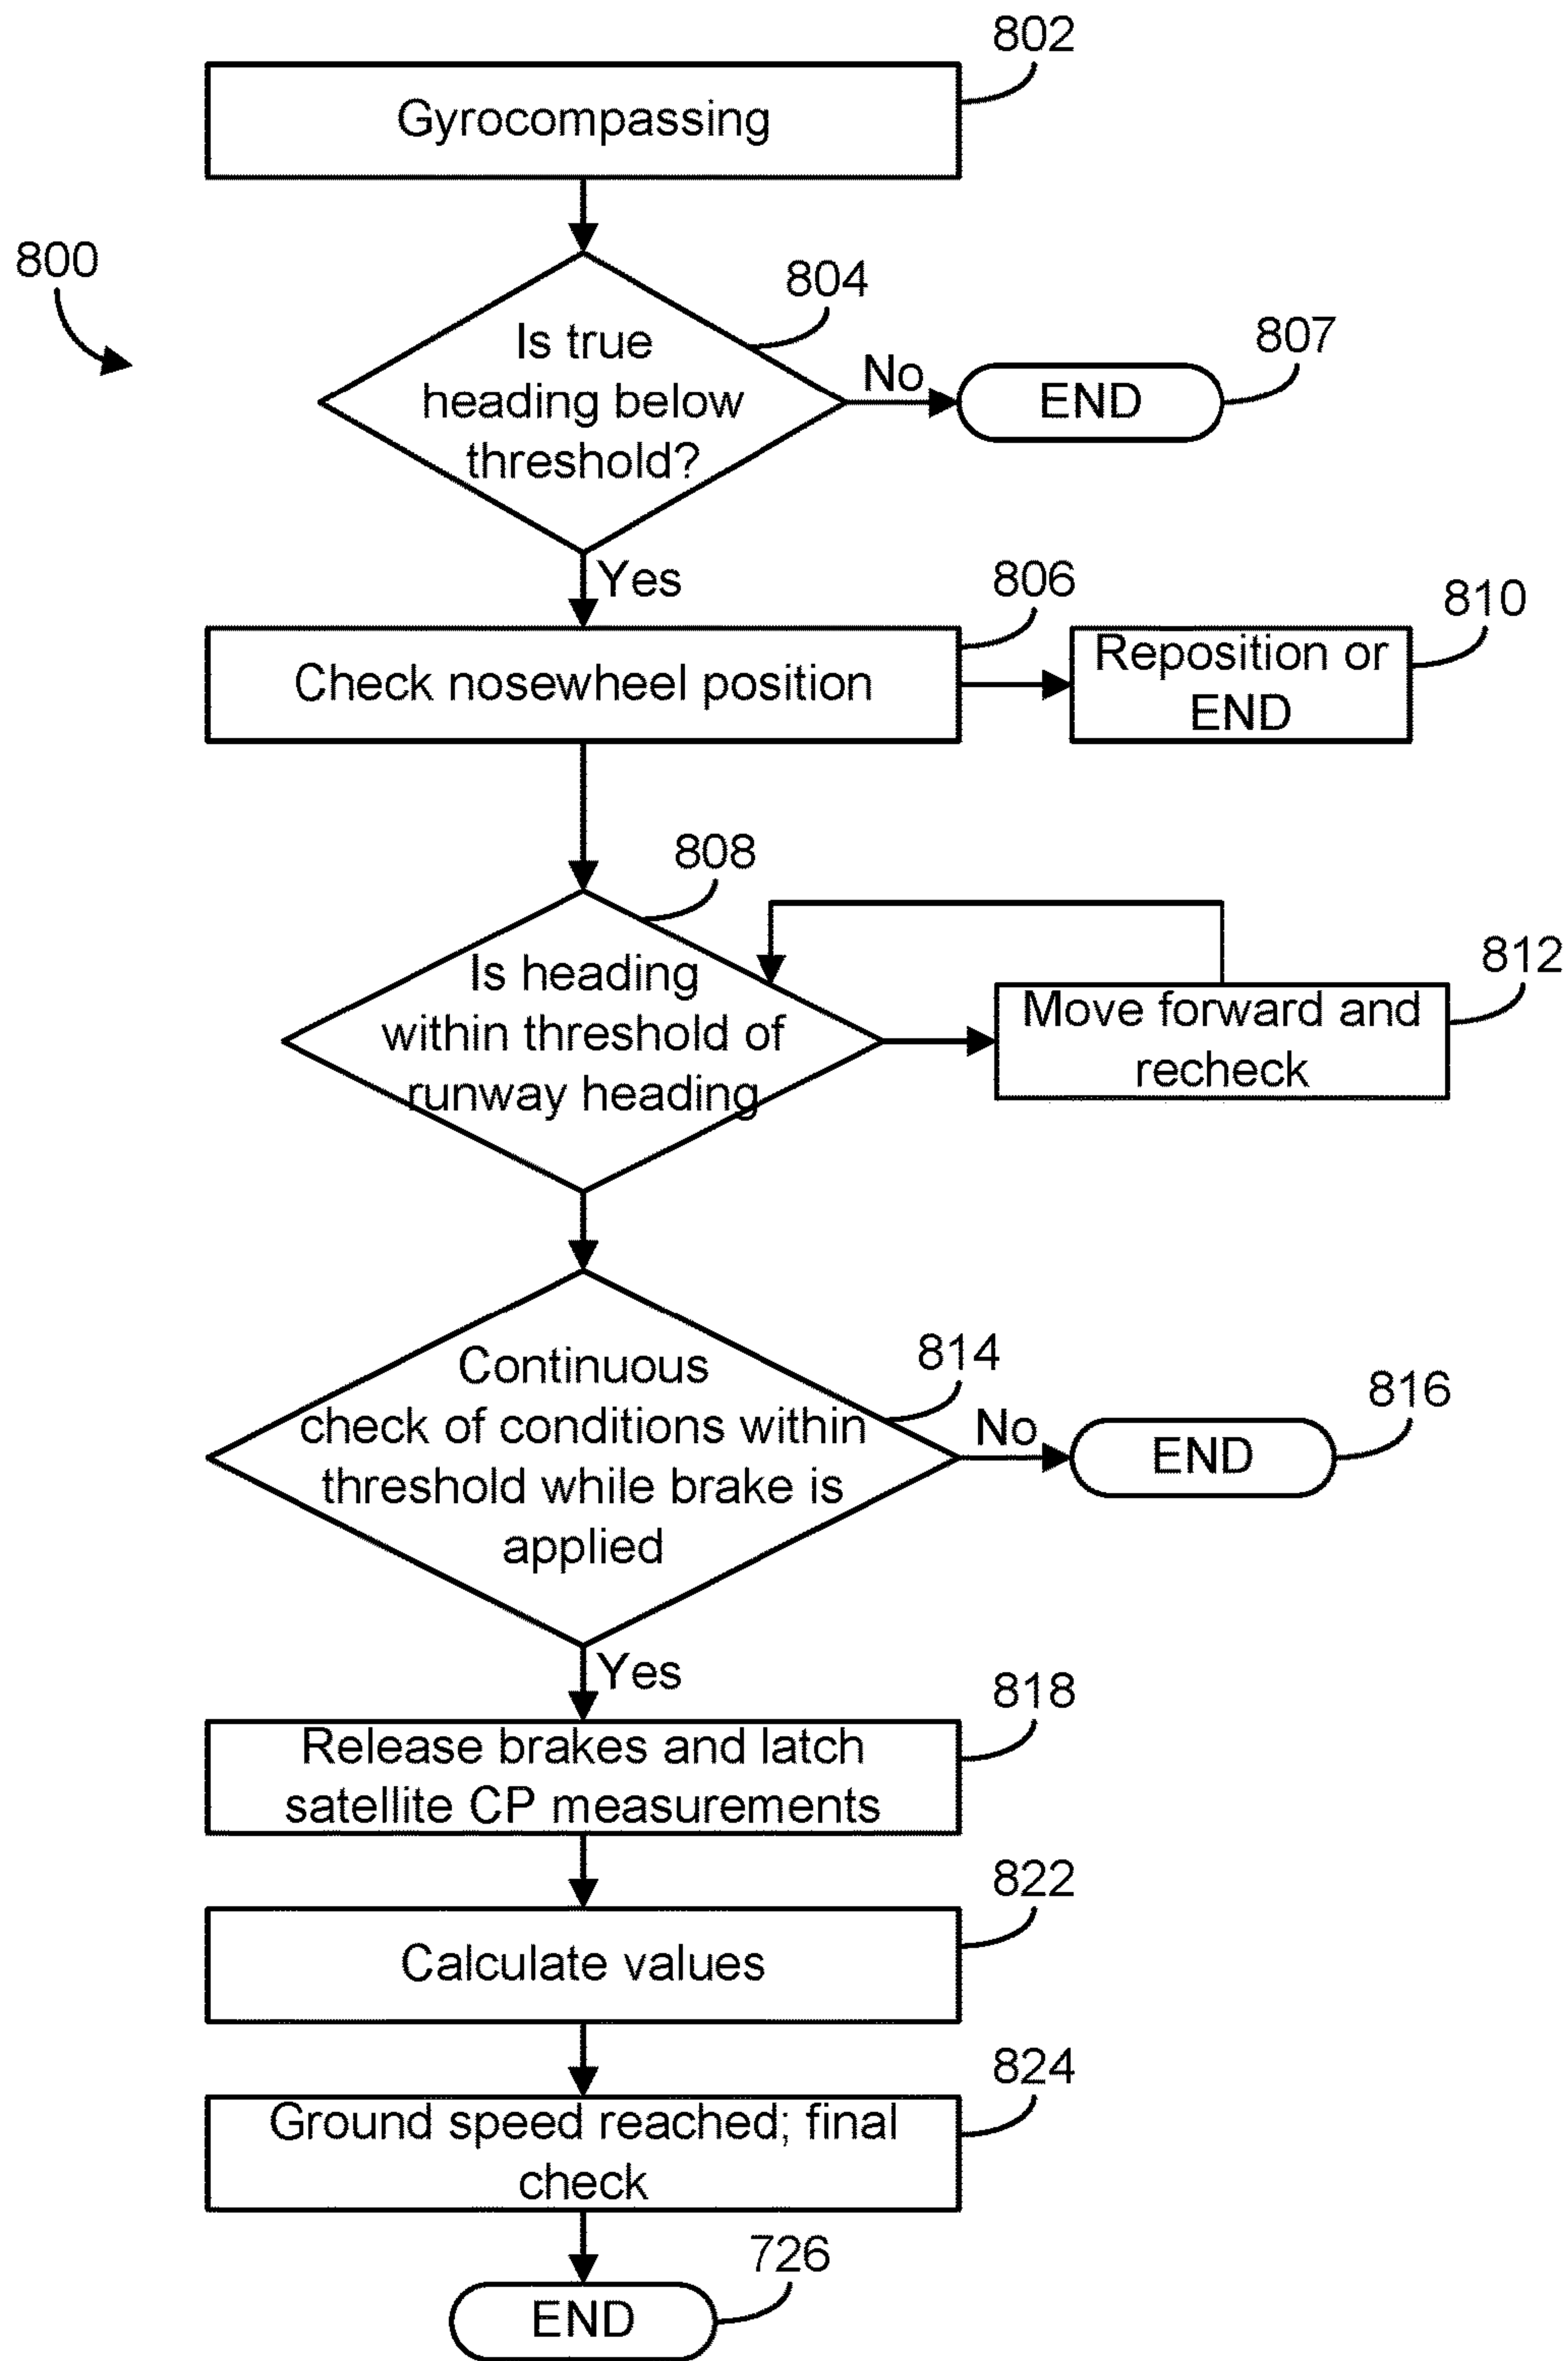 802
Gyrocompassing
800
804
Is true
heading below
threshold?
No
END
807
Yes
806
Check nosewheel position
810
Reposition or
END
808
Is heading
within threshold of
runway heading
812
Move forward and
recheck
814
Continuous
check of conditions within
threshold while brake is
applied
No
END
816
Yes
818
Release brakes and latch
satellite CP measurements
822
Calculate values
824
Ground speed reached; final
check
726
END